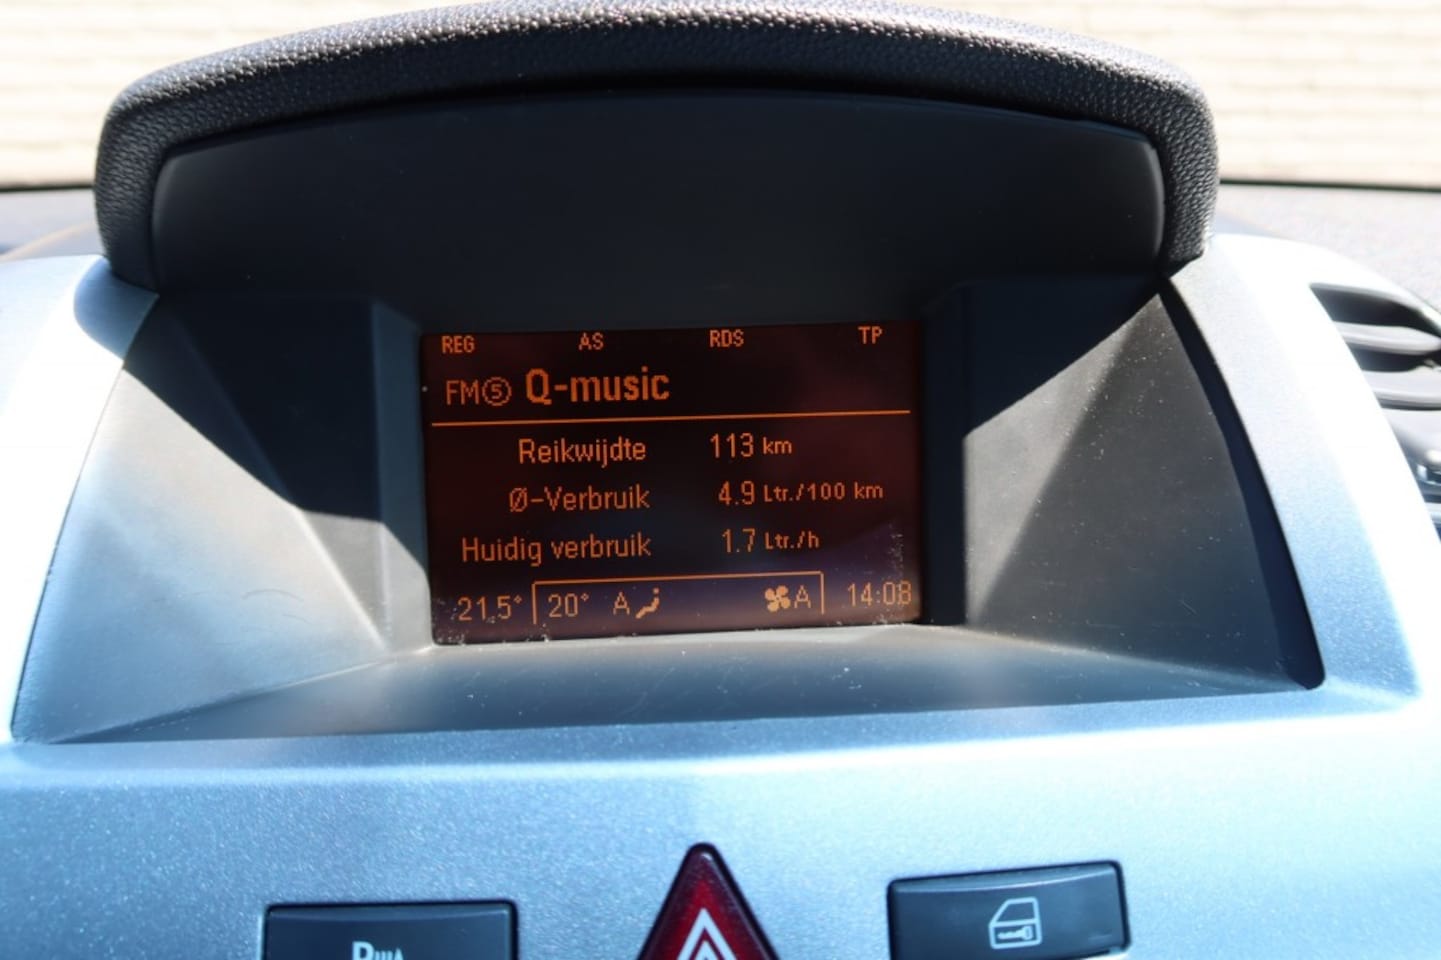 REG AS RDS TP
FM⑤ Q-music
Reikwijdte 113 km
Ø-Verbruik 4.9 Ltr./100 km
Huidig verbruik 1.7 Ltr./h
21,5° 20° A A 14:08
P